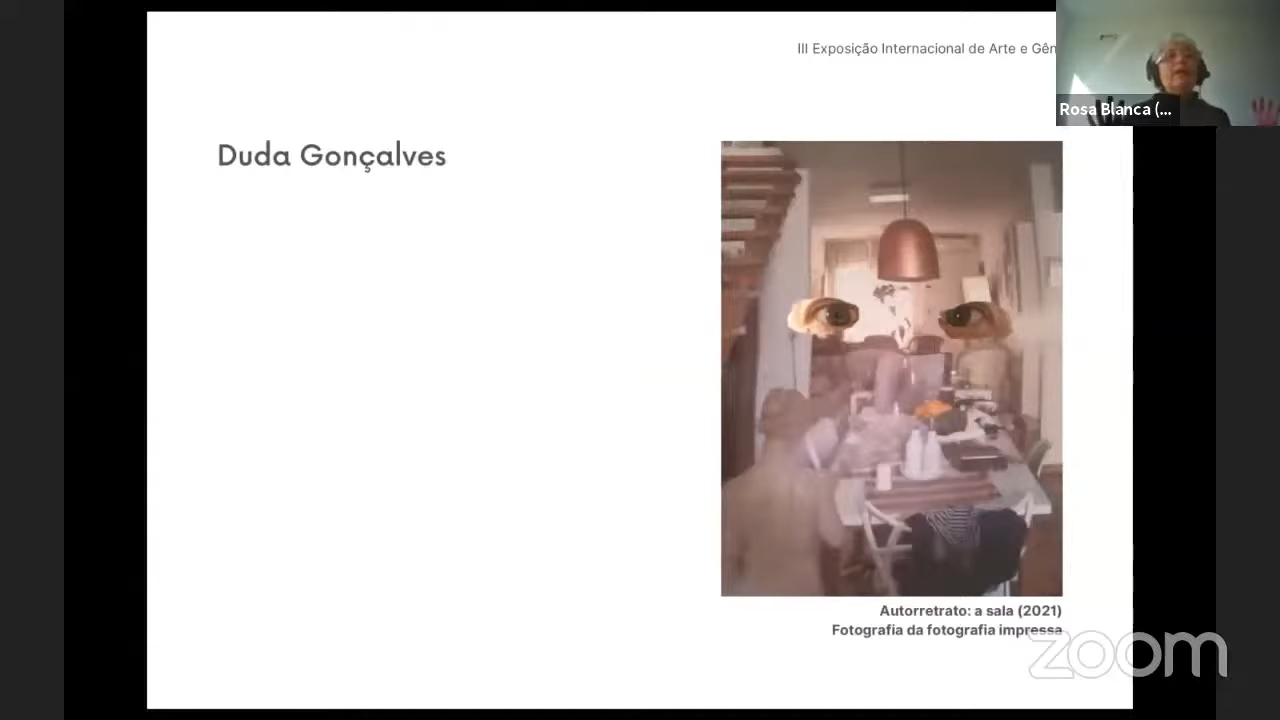 III Exposição Internacional de Arte e Gên
Rosa Blanca (...
Duda Gonçalves
Autorretrato: a sala (2021)
Fotografia da fotografia impressa
zoom